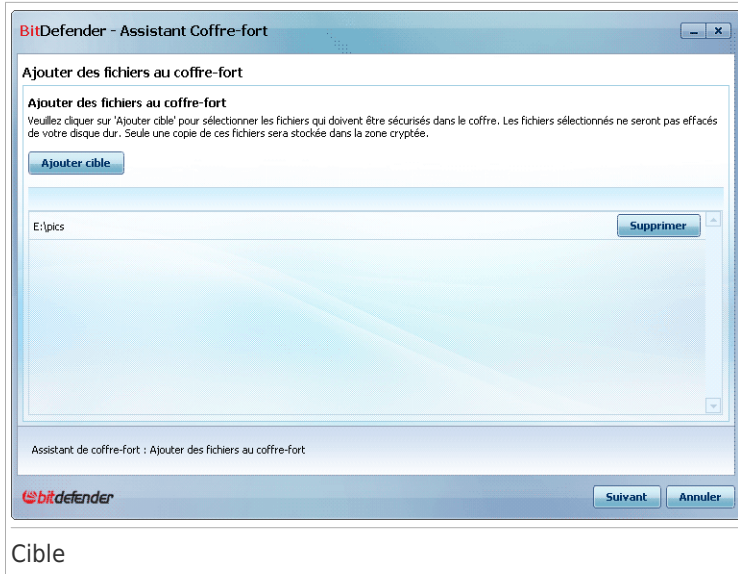 BitDefender - Assistant Coffre-fort
Ajouter des fichiers au coffre-fort
Ajouter des fichiers au coffre-fort
Veuillez cliquer sur 'Ajouter cible' pour sélectionner les fichiers qui doivent être sécurisés dans le coffre. Les fichiers sélectionnés ne seront pas effacés
de votre disque dur. Seule une copie de ces fichiers sera stockée dans la zone cryptée.
Ajouter cible
E:\pics
Supprimer
Assistant de coffre-fort : Ajouter des fichiers au coffre-fort
bitdefender
Suivant
Annuler
Cible